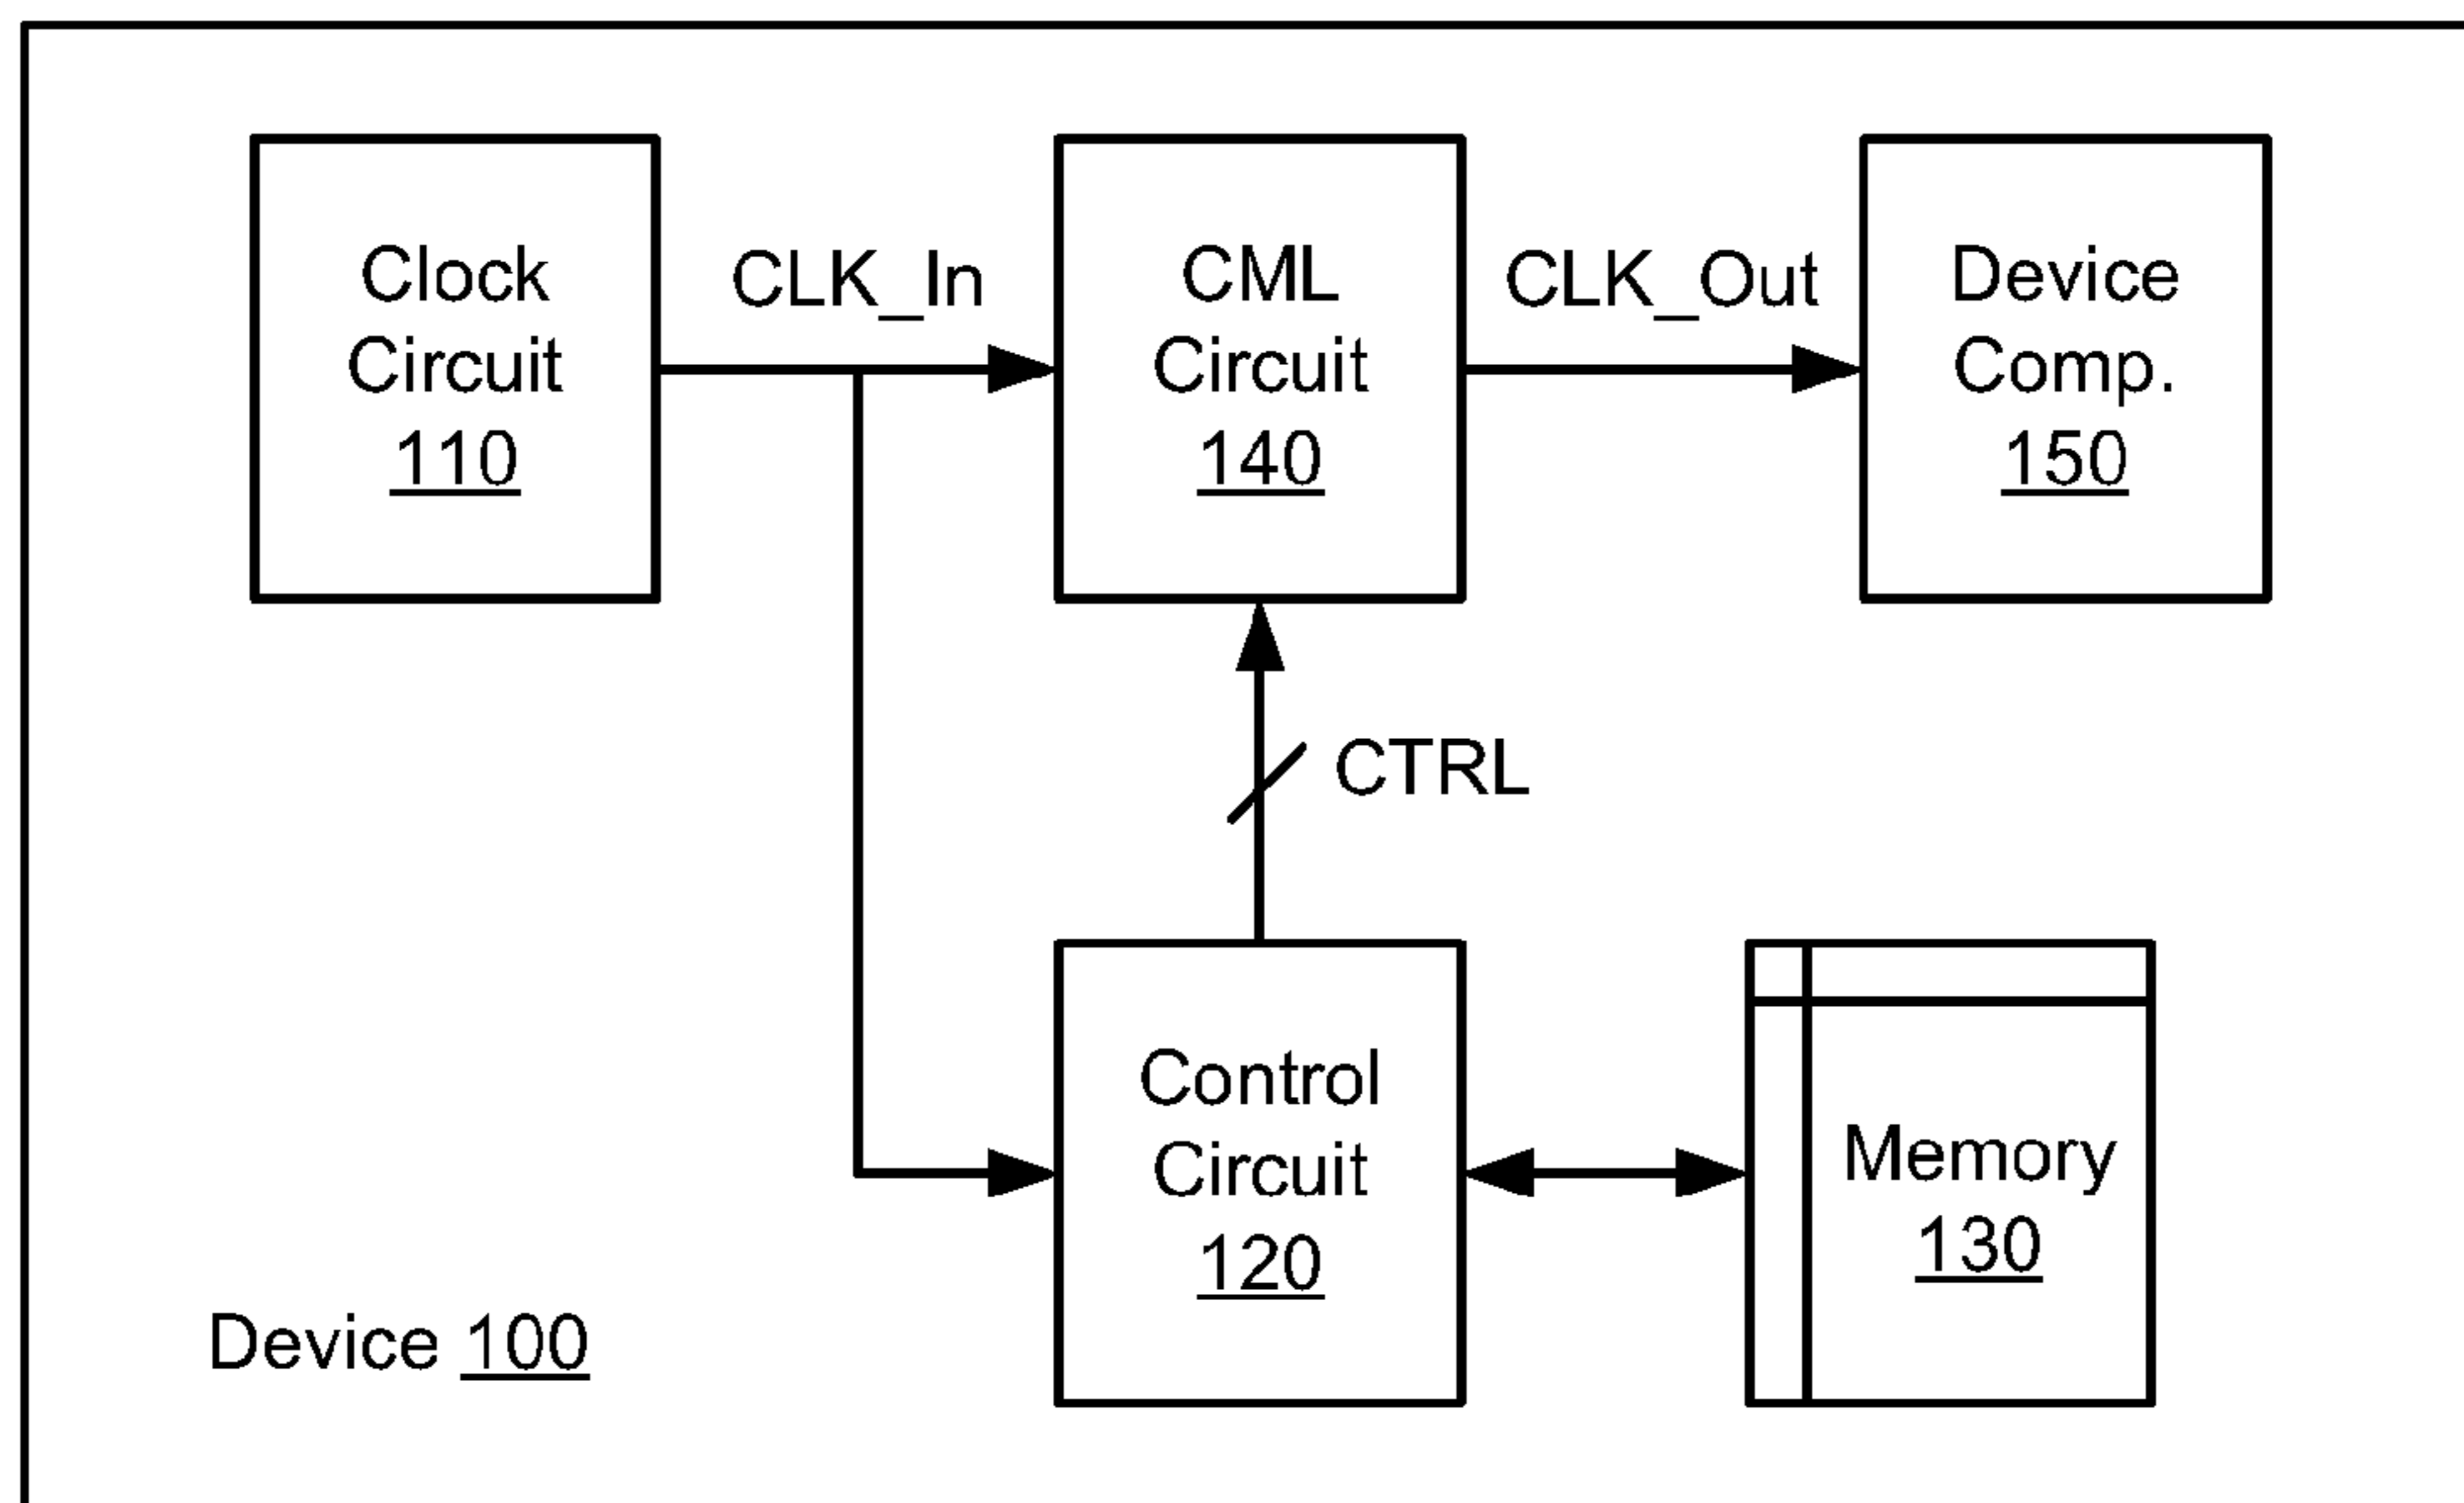 Clock
Circuit
110
CLK_In
CML
Circuit
140
CLK_Out
Device
Comp.
150
CTRL
Control
Circuit
120
Memory
130
Device 100